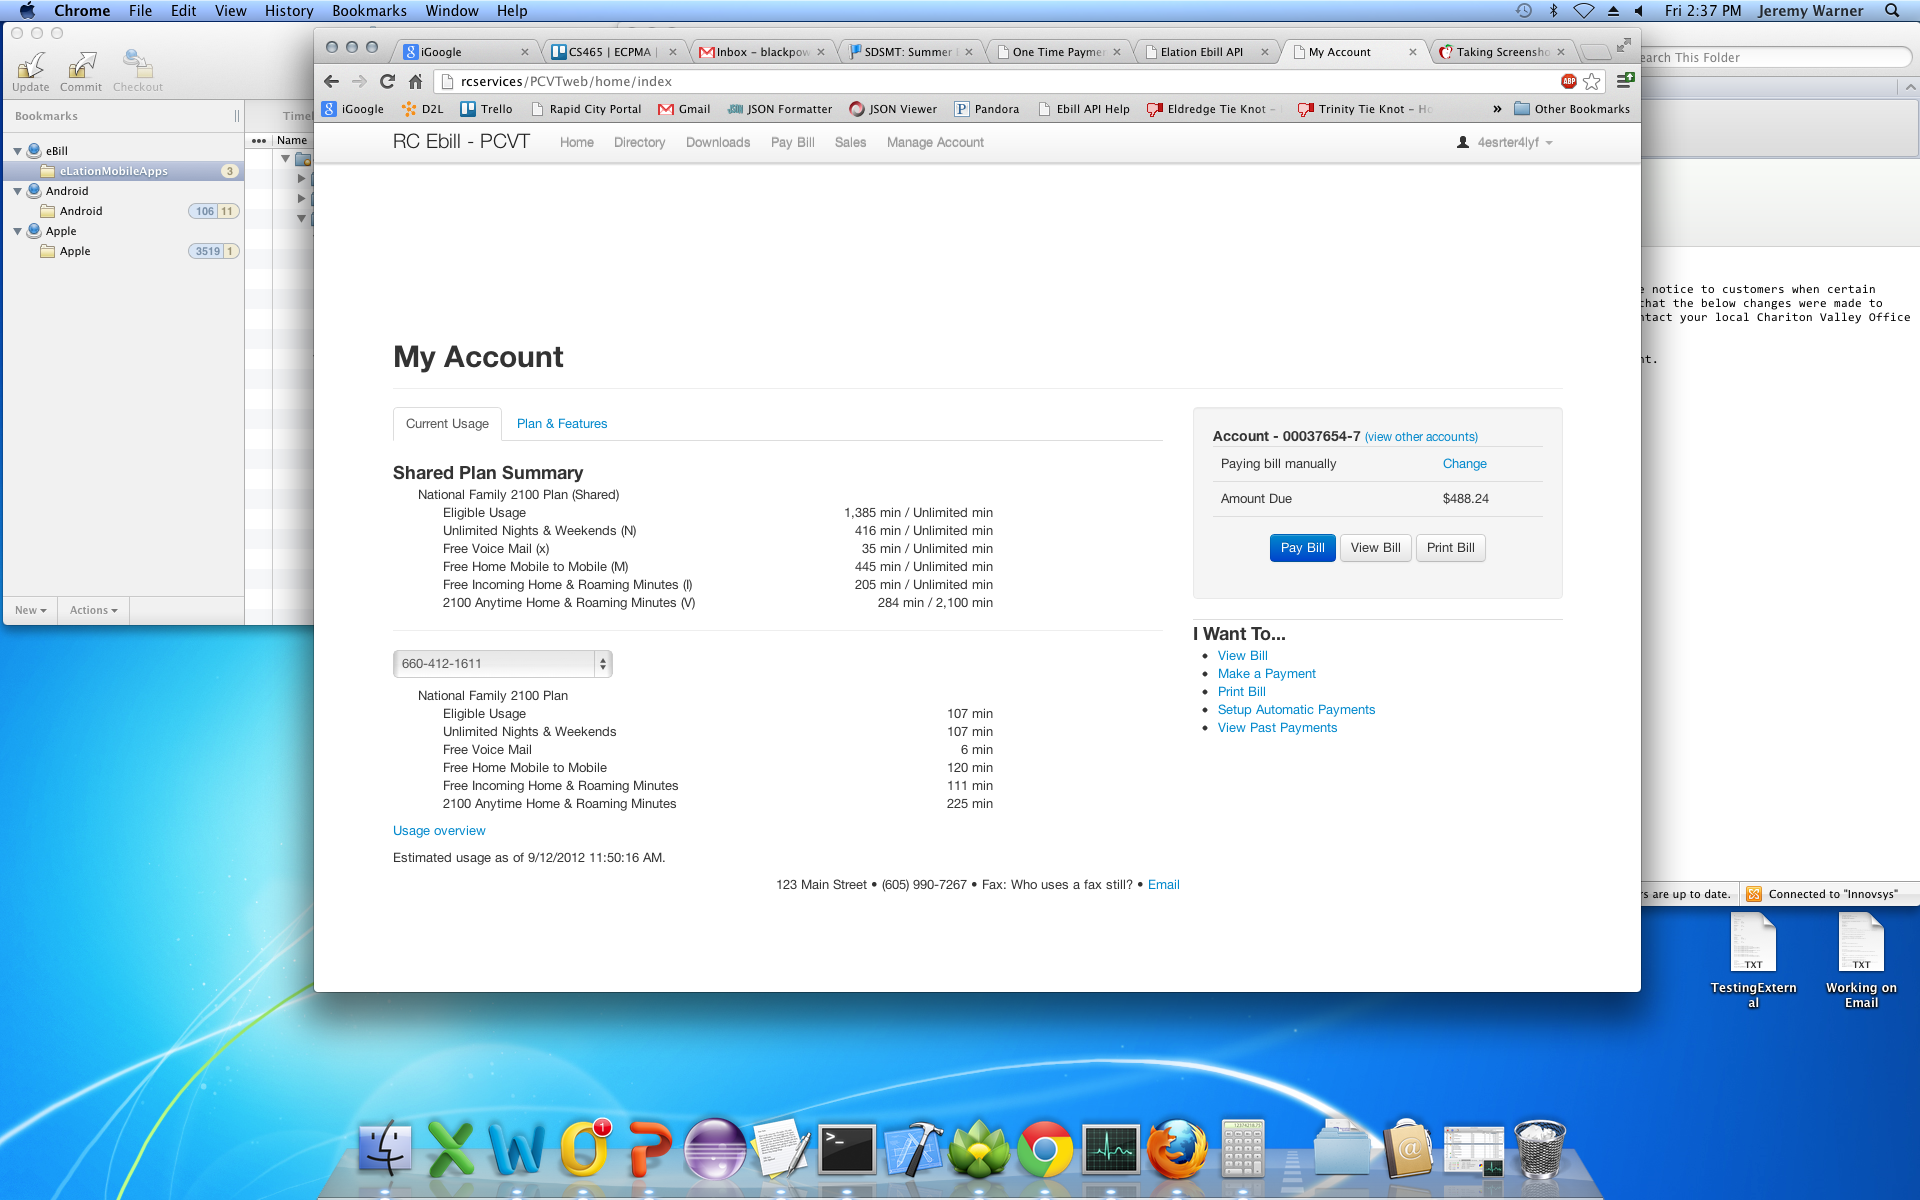 Chrome File Edit View History Bookmarks Window Help
Fri 2:37 PM Jeremy Warner
iGoogle
CS465 | ECPMA |
Inbox – blackpow
SDSMT: Summer
One Time Payme
Elation Ebill API
My Account
Taking Screensho
rcservices/PCVTweb/home/index
ABP
iGoogle D2L Trello Rapid City Portal Gmail JSON Formatter JSON Viewer Pandora Ebill API Help Eldredge Tie Knot – Trinity Tie Knot – Ho » Other Bookmarks
Update Commit Checkout
Bookmarks
eBill
eLationMobileApps 3
Android
Android 106 11
Apple
Apple 3519 1
New Actions
Timel
Name
RC Ebill - PCVT Home Directory Downloads Pay Bill Sales Manage Account 4esrter4lyf
My Account
Current Usage Plan & Features
Shared Plan Summary
National Family 2100 Plan (Shared)
Eligible Usage 1,385 min / Unlimited min
Unlimited Nights & Weekends (N) 416 min / Unlimited min
Free Voice Mail (x) 35 min / Unlimited min
Free Home Mobile to Mobile (M) 445 min / Unlimited min
Free Incoming Home & Roaming Minutes (I) 205 min / Unlimited min
2100 Anytime Home & Roaming Minutes (V) 284 min / 2,100 min
660-412-1611
National Family 2100 Plan
Eligible Usage 107 min
Unlimited Nights & Weekends 107 min
Free Voice Mail 6 min
Free Home Mobile to Mobile 120 min
Free Incoming Home & Roaming Minutes 111 min
2100 Anytime Home & Roaming Minutes 225 min
Usage overview
Estimated usage as of 9/12/2012 11:50:16 AM.
123 Main Street • (605) 990-7267 • Fax: Who uses a fax still? • Email
Account - 00037654-7 (view other accounts)
Paying bill manually Change
Amount Due $488.24
Pay Bill View Bill Print Bill
I Want To...
View Bill
Make a Payment
Print Bill
Setup Automatic Payments
View Past Payments
earch This Folder
notice to customers when certain
that the below changes were made to
ntact your local Chariton Valley Office
nt.
rs are up to date. Connected to "Innovsys"
TXT
TestingExtern
al
TXT
Working on
Email
1